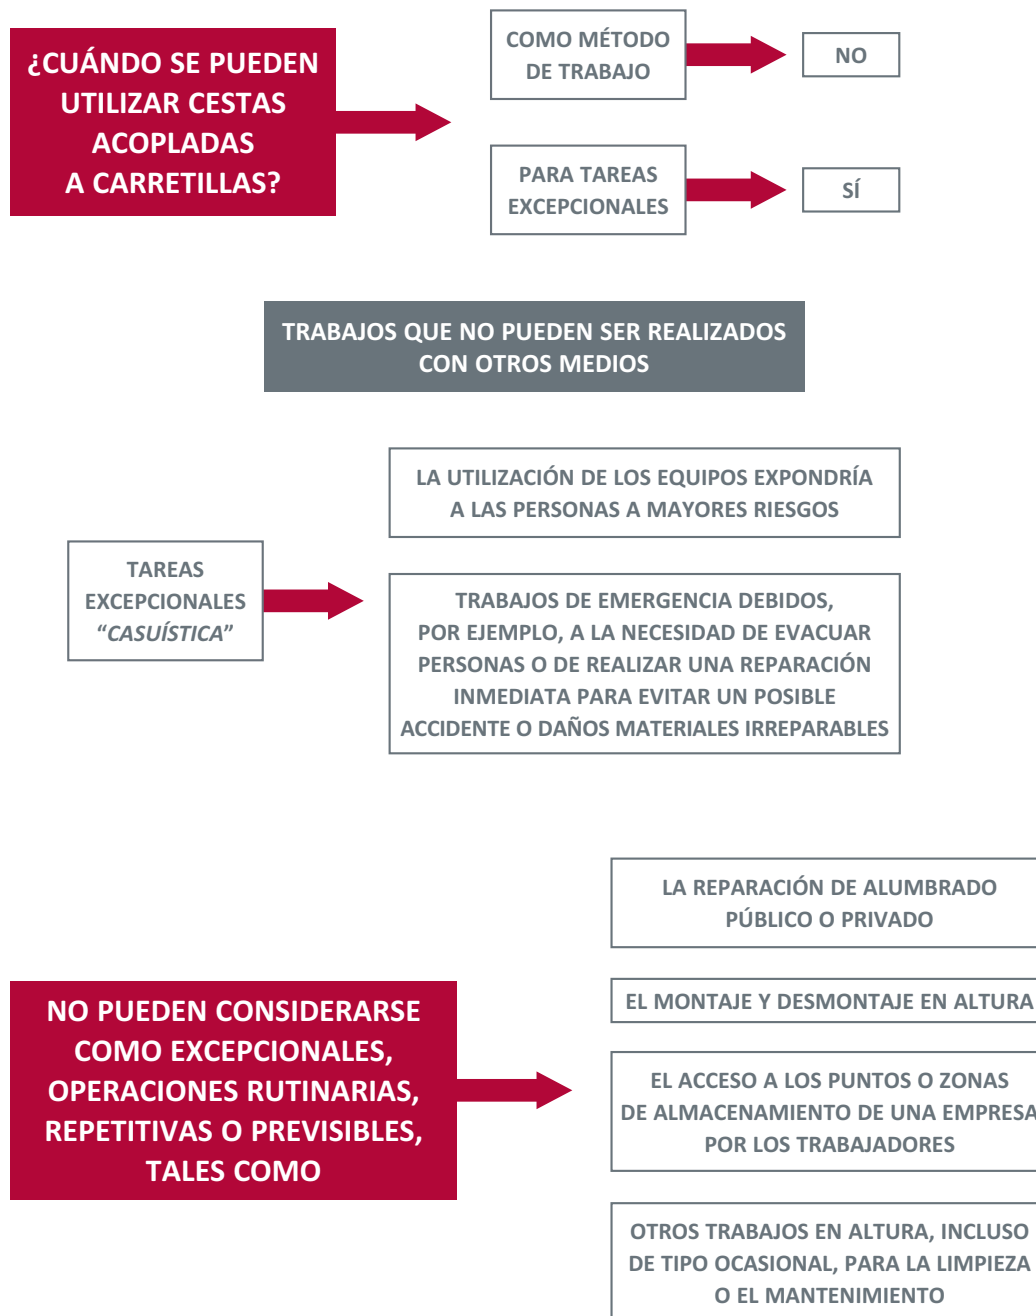 ¿CUÁNDO SE PUEDEN
UTILIZAR CESTAS
ACOPLADAS
A CARRETILLAS?
COMO MÉTODO
DE TRABAJO
NO
PARA TAREAS
EXCEPCIONALES
SÍ
TRABAJOS QUE NO PUEDEN SER REALIZADOS
CON OTROS MEDIOS
TAREAS
EXCEPCIONALES
“CASUÍSTICA”
LA UTILIZACIÓN DE LOS EQUIPOS EXPONDRÍA
A LAS PERSONAS A MAYORES RIESGOS
TRABAJOS DE EMERGENCIA DEBIDOS,
POR EJEMPLO, A LA NECESIDAD DE EVACUAR
PERSONAS O DE REALIZAR UNA REPARACIÓN
INMEDIATA PARA EVITAR UN POSIBLE
ACCIDENTE O DAÑOS MATERIALES IRREPARABLES
NO PUEDEN CONSIDERARSE
COMO EXCEPCIONALES,
OPERACIONES RUTINARIAS,
REPETITIVAS O PREVISIBLES,
TALES COMO
LA REPARACIÓN DE ALUMBRADO
PÚBLICO O PRIVADO
EL MONTAJE Y DESMONTAJE EN ALTURA
EL ACCESO A LOS PUNTOS O ZONAS
DE ALMACENAMIENTO DE UNA EMPRESA
POR LOS TRABAJADORES
OTROS TRABAJOS EN ALTURA, INCLUSO
DE TIPO OCASIONAL, PARA LA LIMPIEZA
O EL MANTENIMIENTO